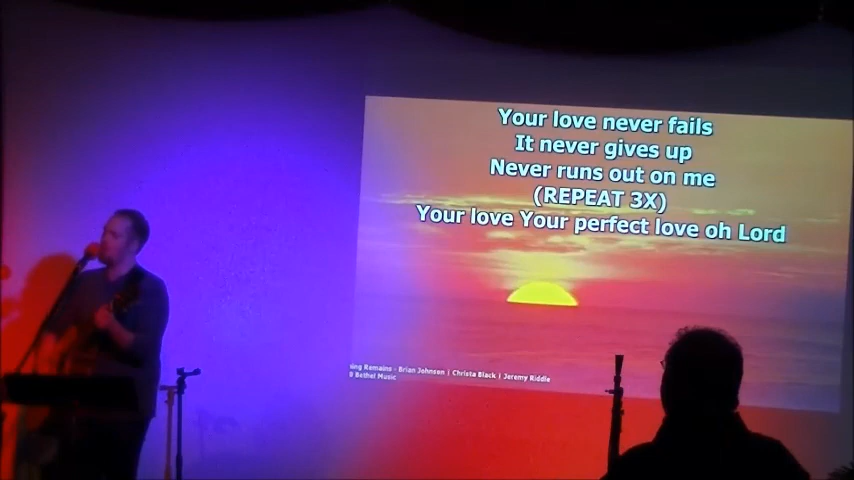 Your love never fails
It never gives up
Never runs out on me
(REPEAT 3X)
Your love Your perfect love oh Lord
Remains - Brian Johnson | Christa Black | Jeremy Riddle
Bethel Music